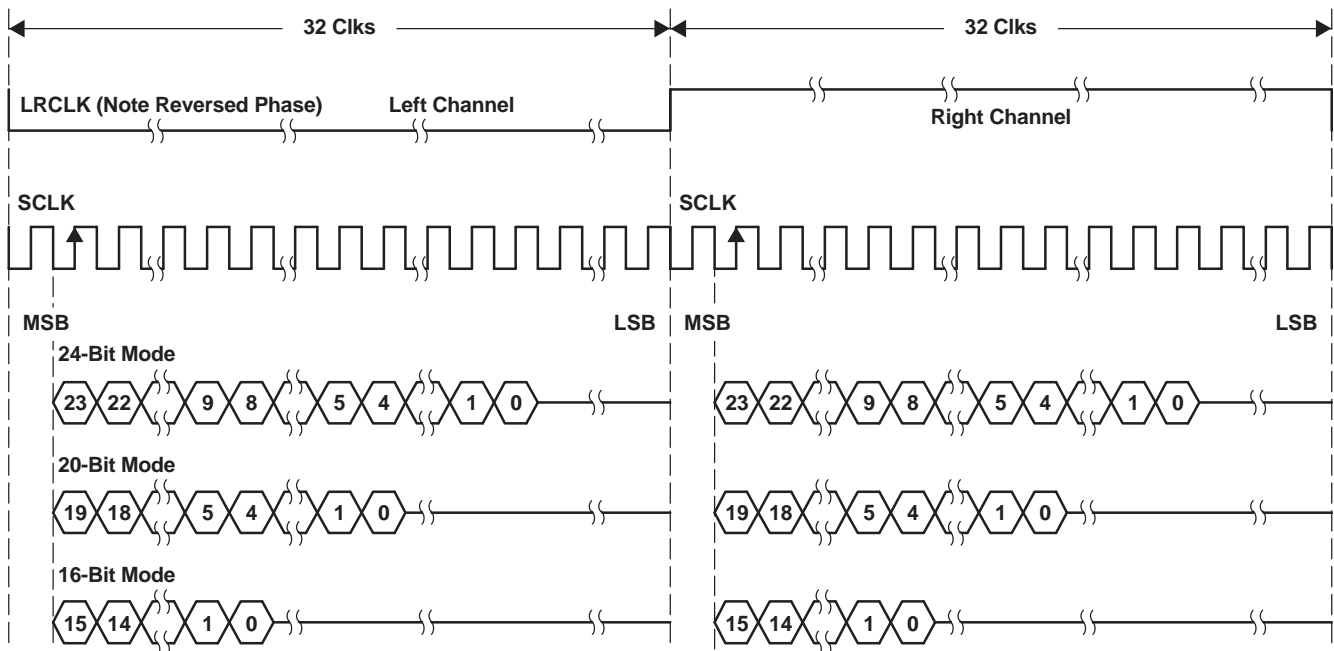 32 Clks 32 Clks
LRCLK (Note Reversed Phase) Left Channel
Right Channel
SCLK SCLK
MSB LSB MSB LSB
24-Bit Mode
23 22 9 8 5 4 1 0 23 22 9 8 5 4 1 0
20-Bit Mode
19 18 5 4 1 0 19 18 5 4 1 0
16-Bit Mode
15 14 1 0 15 14 1 0